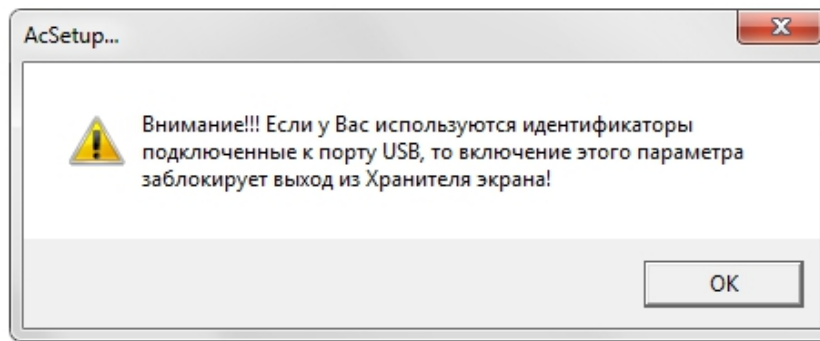 AcSetup...
Внимание!!! Если у Вас используются идентификаторы
подключенные к порту USB, то включение этого параметра
заблокирует выход из Хранителя экрана!
OK